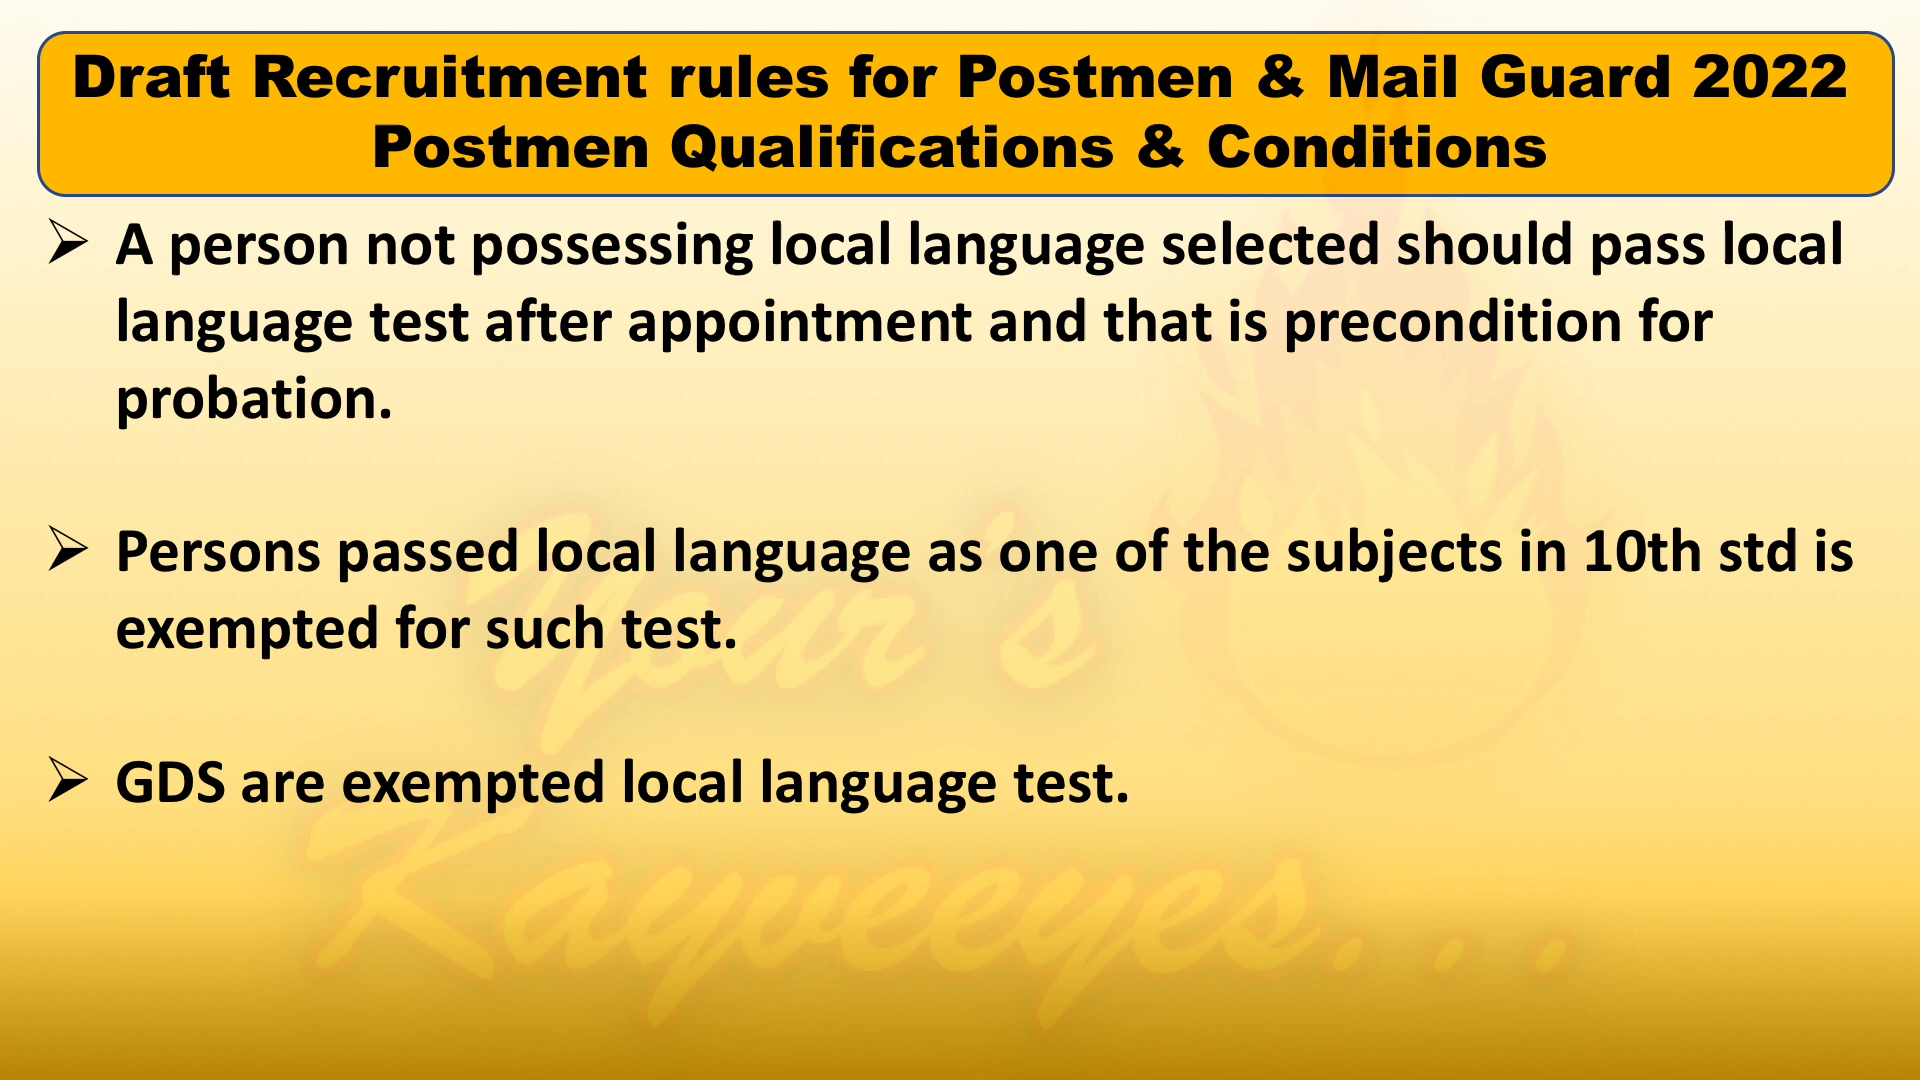 Draft Recruitment rules for Postmen & Mail Guard 2022
Postmen Qualifications & Conditions
➢ A person not possessing local language selected should pass local
language test after appointment and that is precondition for
probation.
➢ Persons passed local language as one of the subjects in 10th std is
exempted for such test.
➢ GDS are exempted local language test.
Your's
Kayveeyes. . .